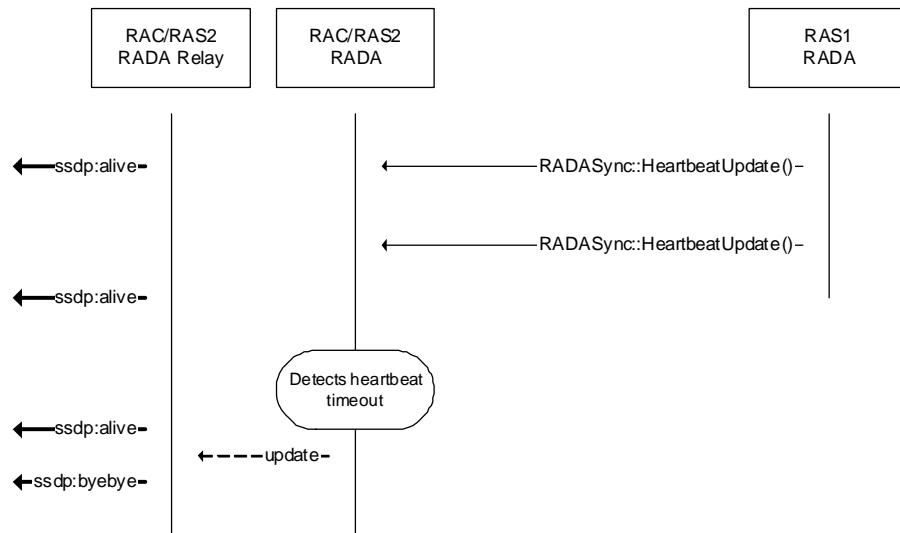 RAC/RAS2
RADA Relay
RAC/RAS2
RADA
RAS1
RADA
ssdp:alive
RADASync::HeartbeatUpdate()
RADASync::HeartbeatUpdate()
ssdp:alive
Detects heartbeat
timeout
ssdp:alive
update
ssdp:byebye